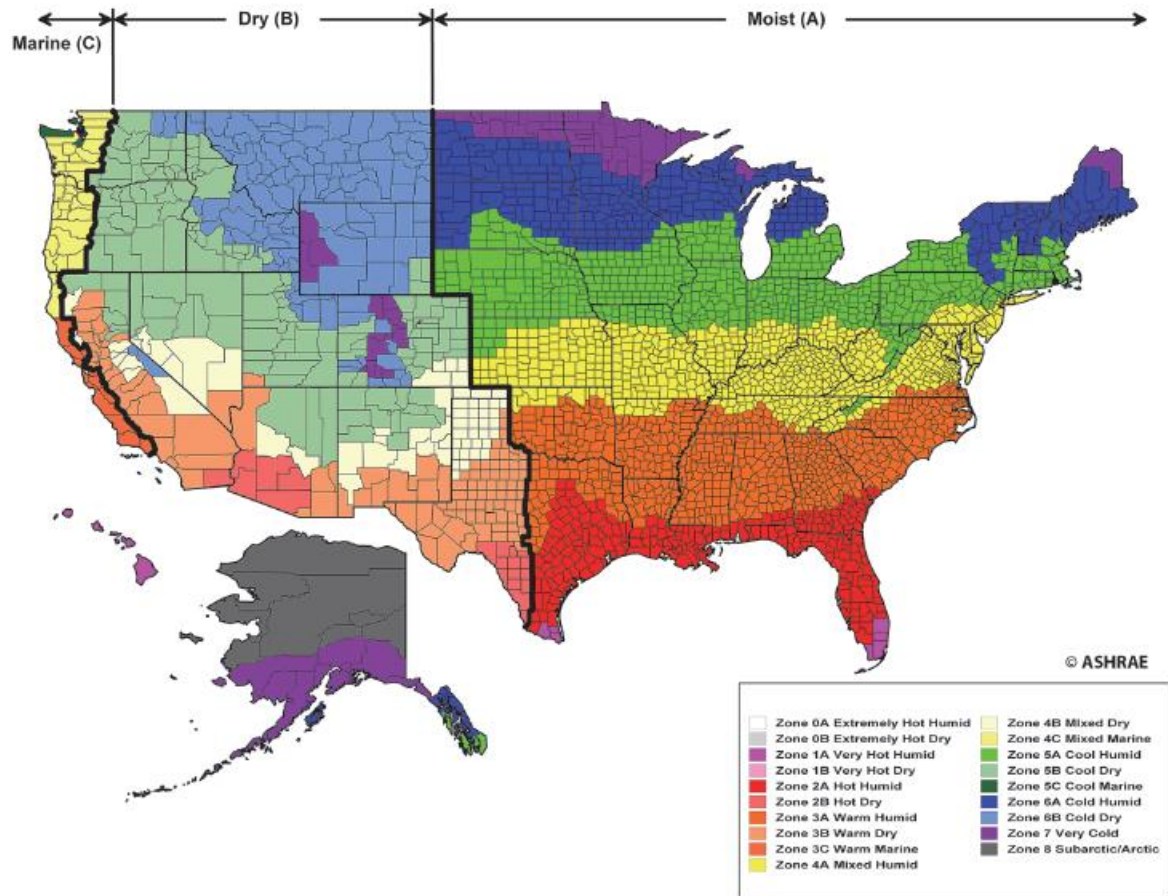 Marine (C)
Dry (B)
Moist (A)
© ASHRAE
Zone 0A Extremely Hot Humid
Zone 0B Extremely Hot Dry
Zone 1A Very Hot Humid
Zone 1B Very Hot Dry
Zone 2A Hot Humid
Zone 2B Hot Dry
Zone 3A Warm Humid
Zone 3B Warm Dry
Zone 3C Warm Marine
Zone 4A Mixed Humid
Zone 4B Mixed Dry
Zone 4C Mixed Marine
Zone 5A Cool Humid
Zone 5B Cool Dry
Zone 5C Cool Marine
Zone 6A Cold Humid
Zone 6B Cold Dry
Zone 7 Very Cold
Zone 8 Subarctic/Arctic